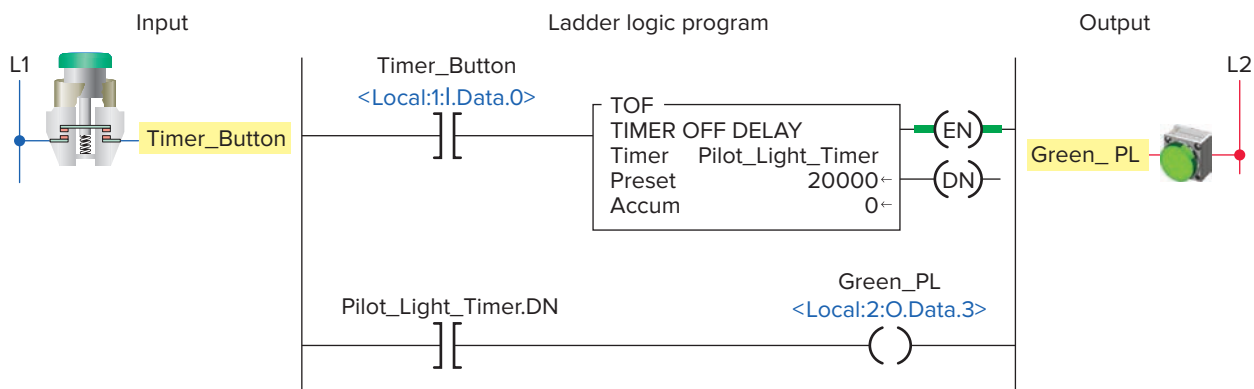 Input
Ladder logic program
Output
L1
L2
Timer_Button
<Local:1:I.Data.0>
Timer_Button
TOF
TIMER OFF DELAY
Timer Pilot_Light_Timer
Preset 20000←
Accum 0←
EN
DN
Green_ PL
Pilot_Light_Timer.DN
Green_PL
<Local:2:O.Data.3>